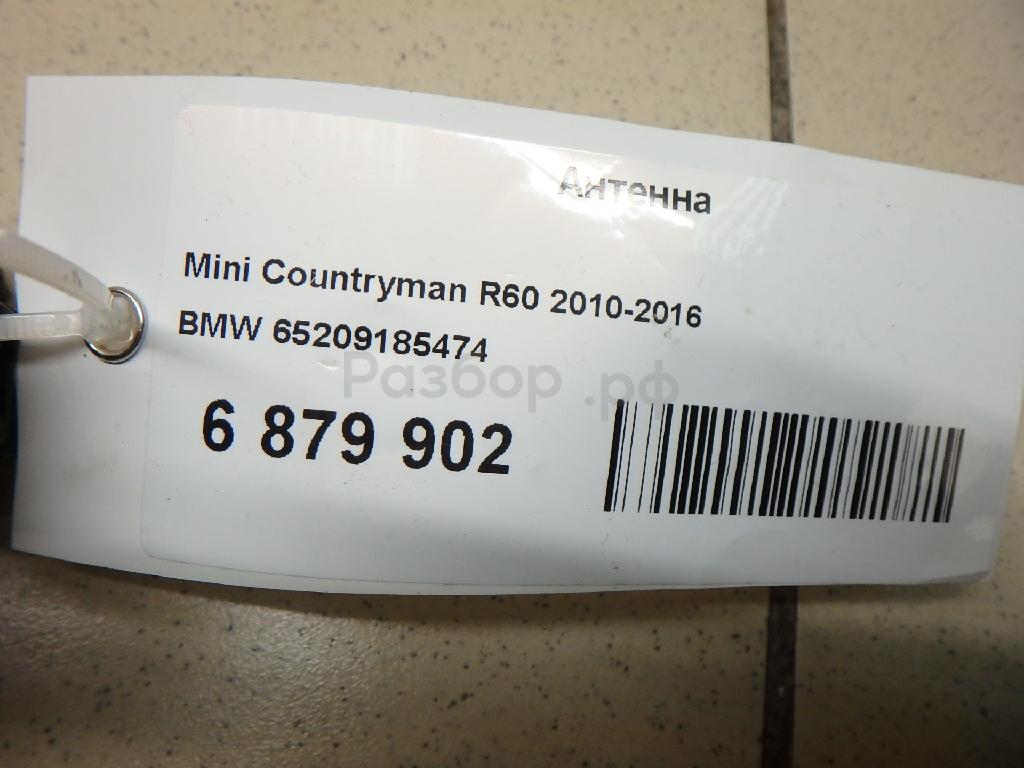 Антенна
Mini Countryman R60 2010-2016
BMW 65209185474
Разбор.рф
6 879 902